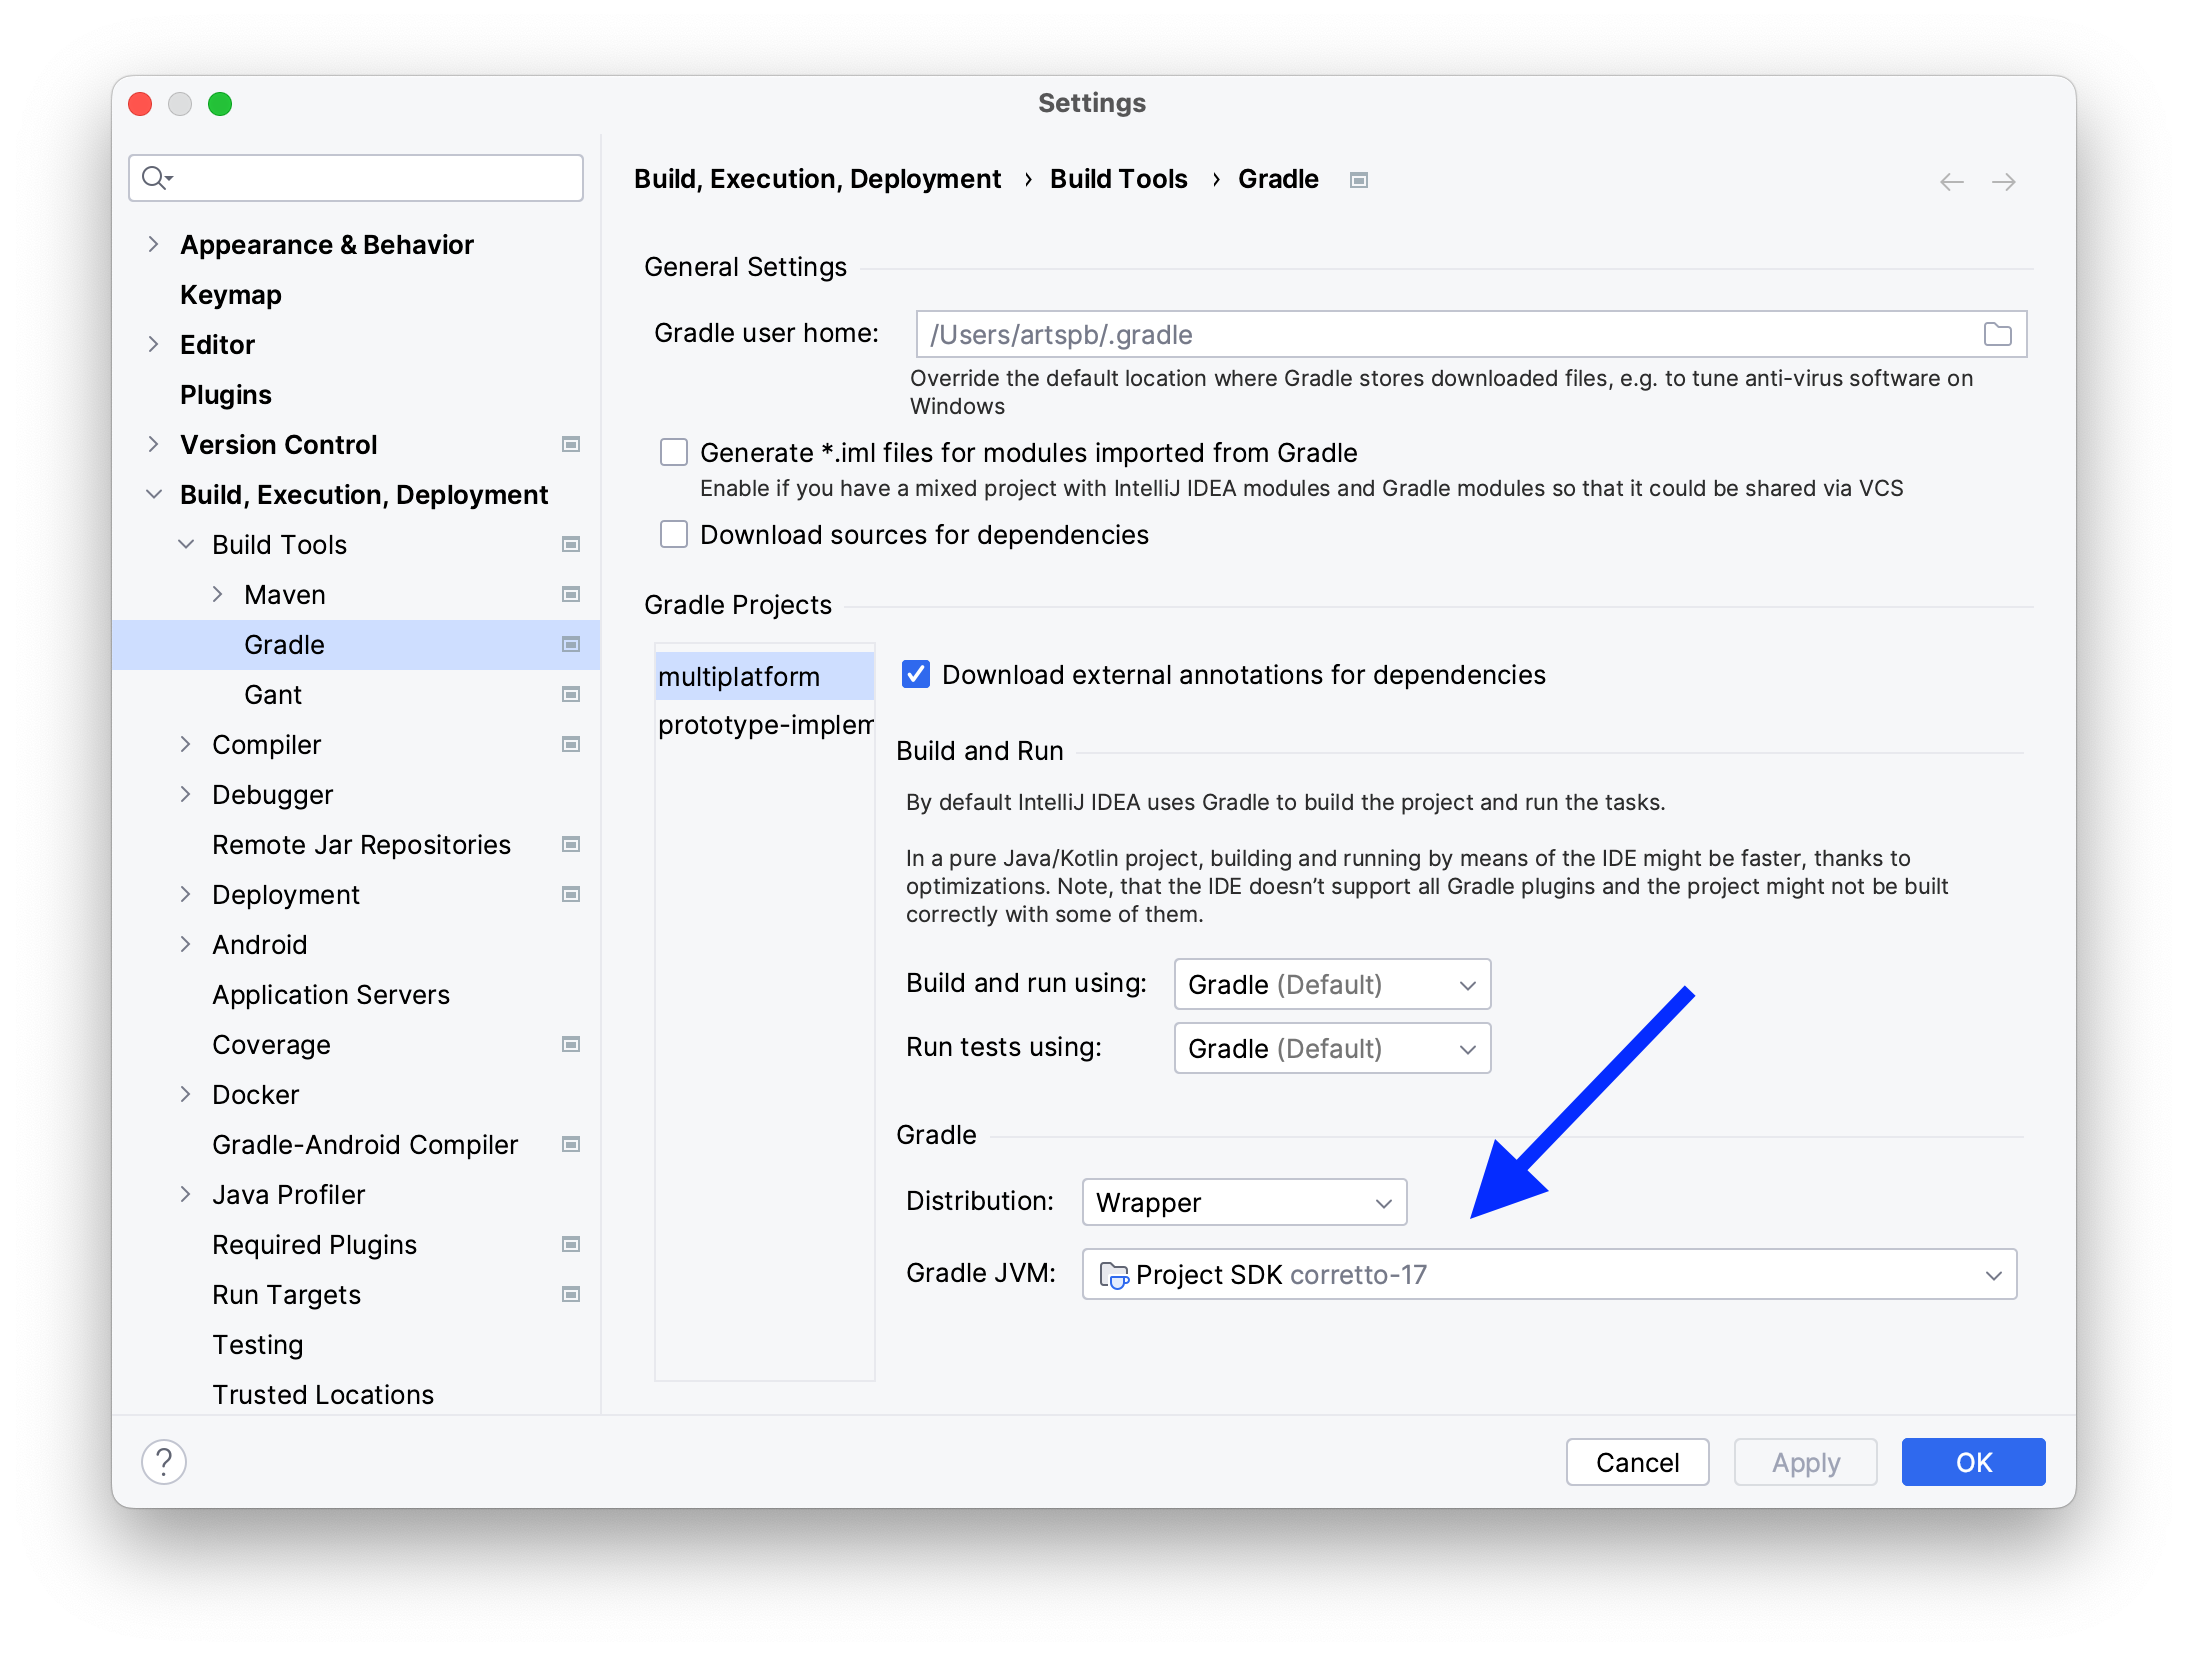 Settings
Appearance & Behavior
Keymap
Editor
Plugins
Version Control
Build, Execution, Deployment
Build Tools
Maven
Gradle
Gant
Compiler
Debugger
Remote Jar Repositories
Deployment
Android
Application Servers
Coverage
Docker
Gradle-Android Compiler
Java Profiler
Required Plugins
Run Targets
Testing
Trusted Locations
Build, Execution, Deployment › Build Tools › Gradle
General Settings
Gradle user home: /Users/artspb/.gradle
Override the default location where Gradle stores downloaded files, e.g. to tune anti-virus software on
Windows
Generate *.iml files for modules imported from Gradle
Enable if you have a mixed project with IntelliJ IDEA modules and Gradle modules so that it could be shared via VCS
Download sources for dependencies
Gradle Projects
multiplatform
prototype-implem
Download external annotations for dependencies
Build and Run
By default IntelliJ IDEA uses Gradle to build the project and run the tasks.
In a pure Java/Kotlin project, building and running by means of the IDE might be faster, thanks to
optimizations. Note, that the IDE doesn't support all Gradle plugins and the project might not be built
correctly with some of them.
Build and run using: Gradle (Default)
Run tests using: Gradle (Default)
Gradle
Distribution: Wrapper
Gradle JVM: Project SDK corretto-17
?
Cancel
Apply
OK